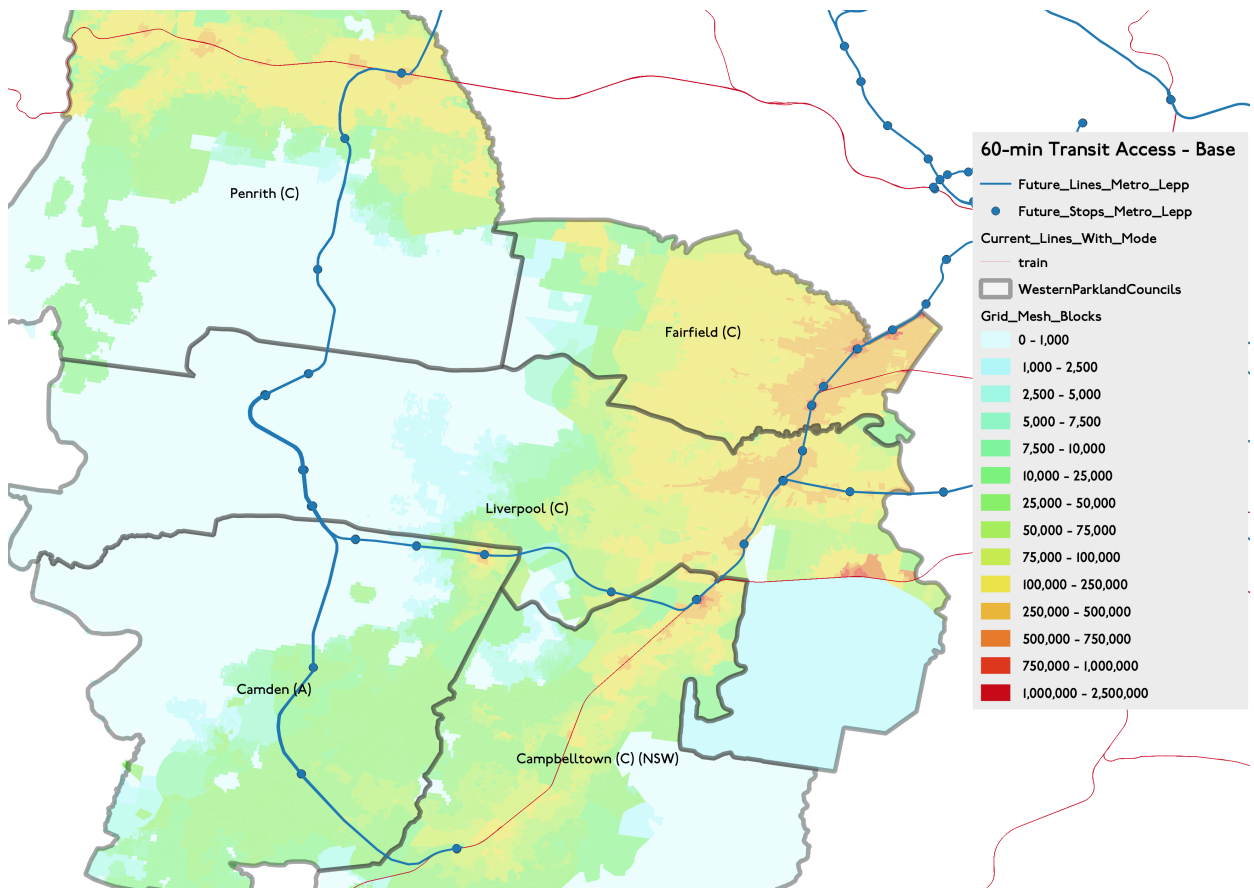 60-min Transit Access - Base
Future_Lines_Metro_Lepp
Future_Stops_Metro_Lepp
Current_Lines_With_Mode
train
WesternParklandCouncils
Grid_Mesh_Blocks
0 - 1,000
1,000 - 2,500
2,500 - 5,000
5,000 - 7,500
7,500 - 10,000
10,000 - 25,000
25,000 - 50,000
50,000 - 75,000
75,000 - 100,000
100,000 - 250,000
250,000 - 500,000
500,000 - 750,000
750,000 - 1,000,000
1,000,000 - 2,500,000
Penrith (C)
Fairfield (C)
Liverpool (C)
Camden (A)
Campbelltown (C) (NSW)